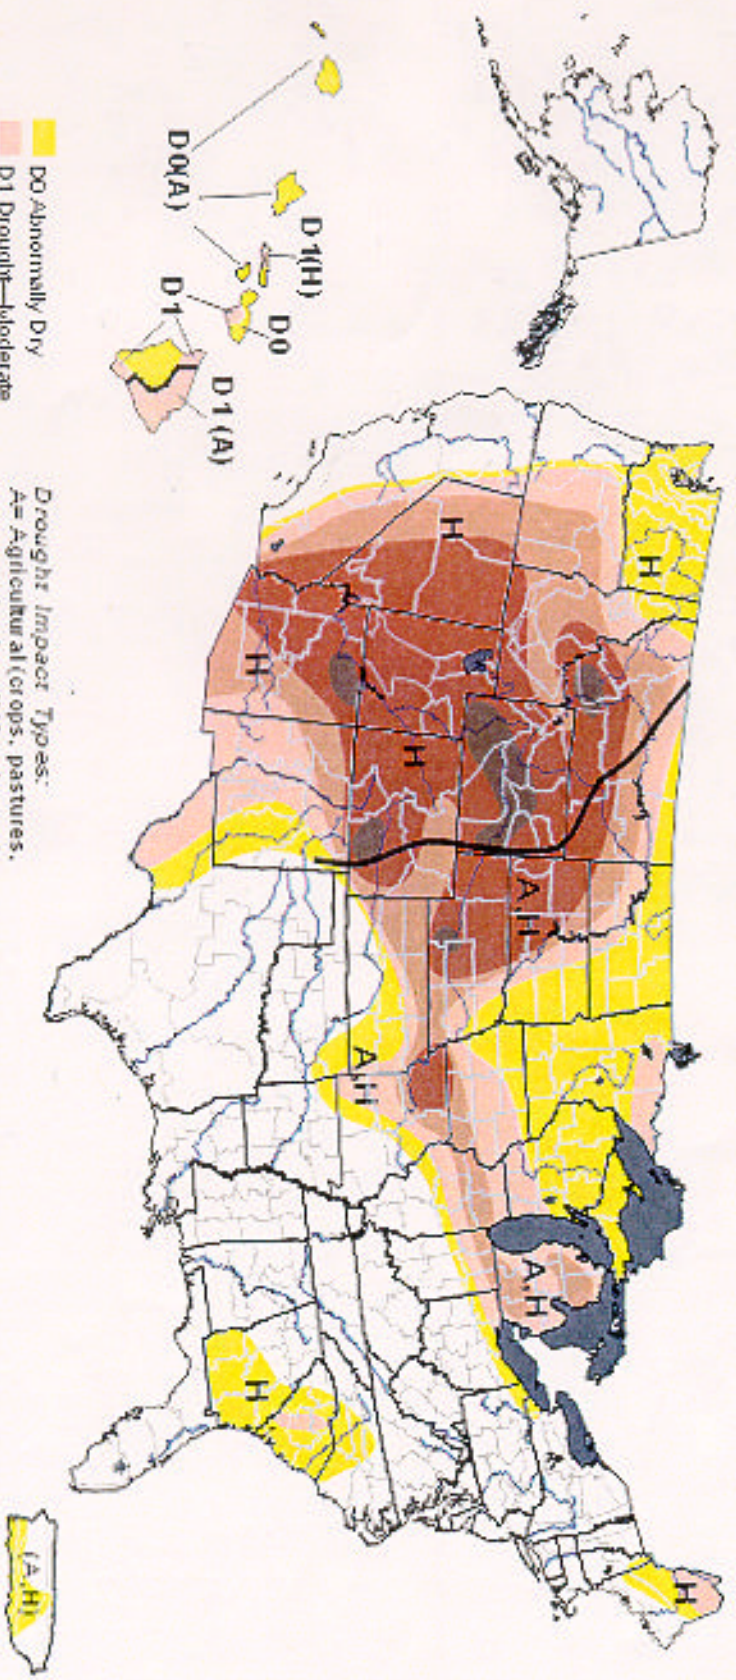 D0(A)
D1(H)
D0
D1
D1(A)
H
H
H
H
A,H
A,H
A,H
H
H
(A,H)
D0 Abnormally Dry
D1 Drought—Moderate
Drought Impact Types:
A= Agricultural (crops, pastures,